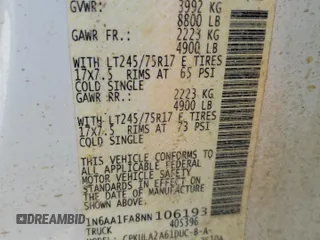 GVWR: 3992 KG
8800 LB
GAWR FR.: 2223 KG
4900 LB
WITH LT245/75R17 E TIRES
17X7.5 RIMS AT 65 PSI
COLD SINGLE
GAWR RR.: 2223 KG
4900 LB
WITH LT245/75R17 E TIRES
17X7.5 RIMS AT 73 PSI
COLD SINGLE
THIS VEHICLE CONFORMS TO
ALL APPLICABLE FEDERAL
MOTOR VEHICLE SAFETY
STANDARDS IN EFFECT ON
THE DATE OF MANUFACTURE
SHOWN ABOVE.
1N6AA1FA8NN106193
TRUCK 405396